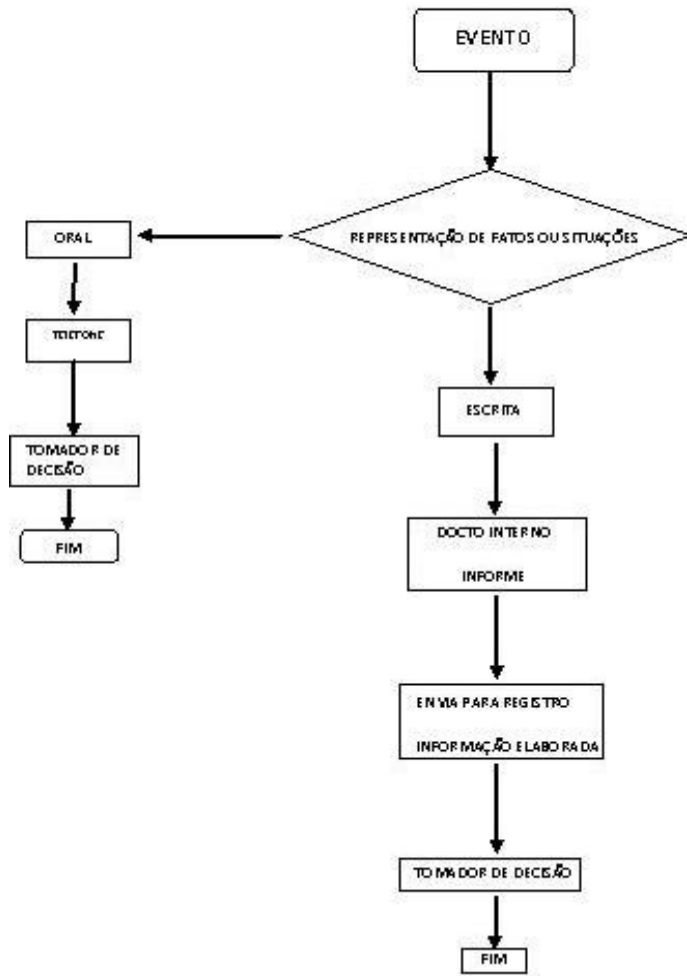 EVENTO
REPRESENTAÇÃO DE FATOS OU SITUAÇÕES
ORAL
TELEFONE
TOMADOR DE
DECISÃO
FIM
ESCRITA
DOCTO INTERNO
INFORME
ENVIA PARA REGISTRO
INFORMAÇÃO ELABORADA
TOMADOR DE DECISÃO
FIM